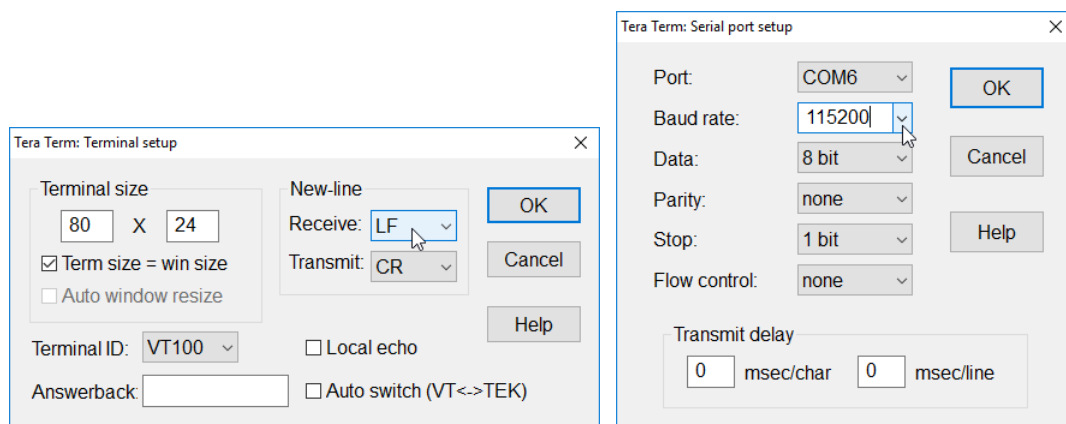 Tera Term: Terminal setup
Terminal size
80 X 24
Term size = win size
Auto window resize
New-line
Receive: LF
Transmit: CR
OK
Cancel
Help
Terminal ID: VT100
Local echo
Answerback:
Auto switch (VT<->TEK)
Tera Term: Serial port setup
Port: COM6
Baud rate: 115200
Data: 8 bit
Parity: none
Stop: 1 bit
Flow control: none
OK
Cancel
Help
Transmit delay
0 msec/char 0 msec/line